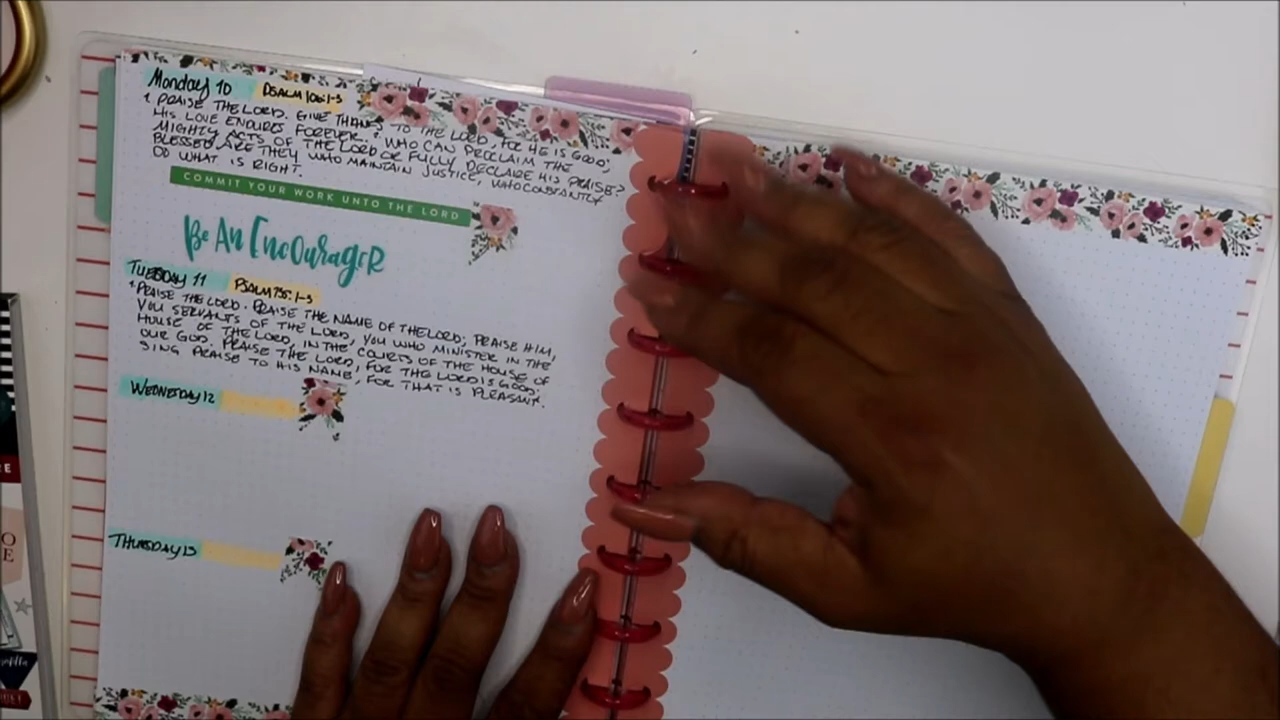 Monday 10 PSALM 106:1-3
1 PRAISE THE LORD. GIVE THANKS TO THE LORD, FOR HE IS GOOD;
HIS LOVE ENDURES FOREVER. 2 WHO CAN PROCLAIM THE
MIGHTY ACTS OF THE LORD OR FULLY DECLARE HIS PRAISE?
BLESSED ARE THEY WHO MAINTAIN JUSTICE, WHO CONSTANTLY
DO WHAT IS RIGHT.
COMMIT YOUR WORK UNTO THE LORD
Be An Encourager
TUESDAY 11 PSALM 135:1-3
1 PRAISE THE LORD. PRAISE THE NAME OF THE LORD; PRAISE HIM,
YOU SERVANTS OF THE LORD, YOU WHO MINISTER IN THE
HOUSE OF THE LORD, IN THE COURTS OF THE HOUSE OF
OUR GOD. PRAISE THE LORD, FOR THE LORD IS GOOD;
SING PRAISE TO HIS NAME, FOR THAT IS PLEASANT.
WEDNESDAY 12
THURSDAY 13